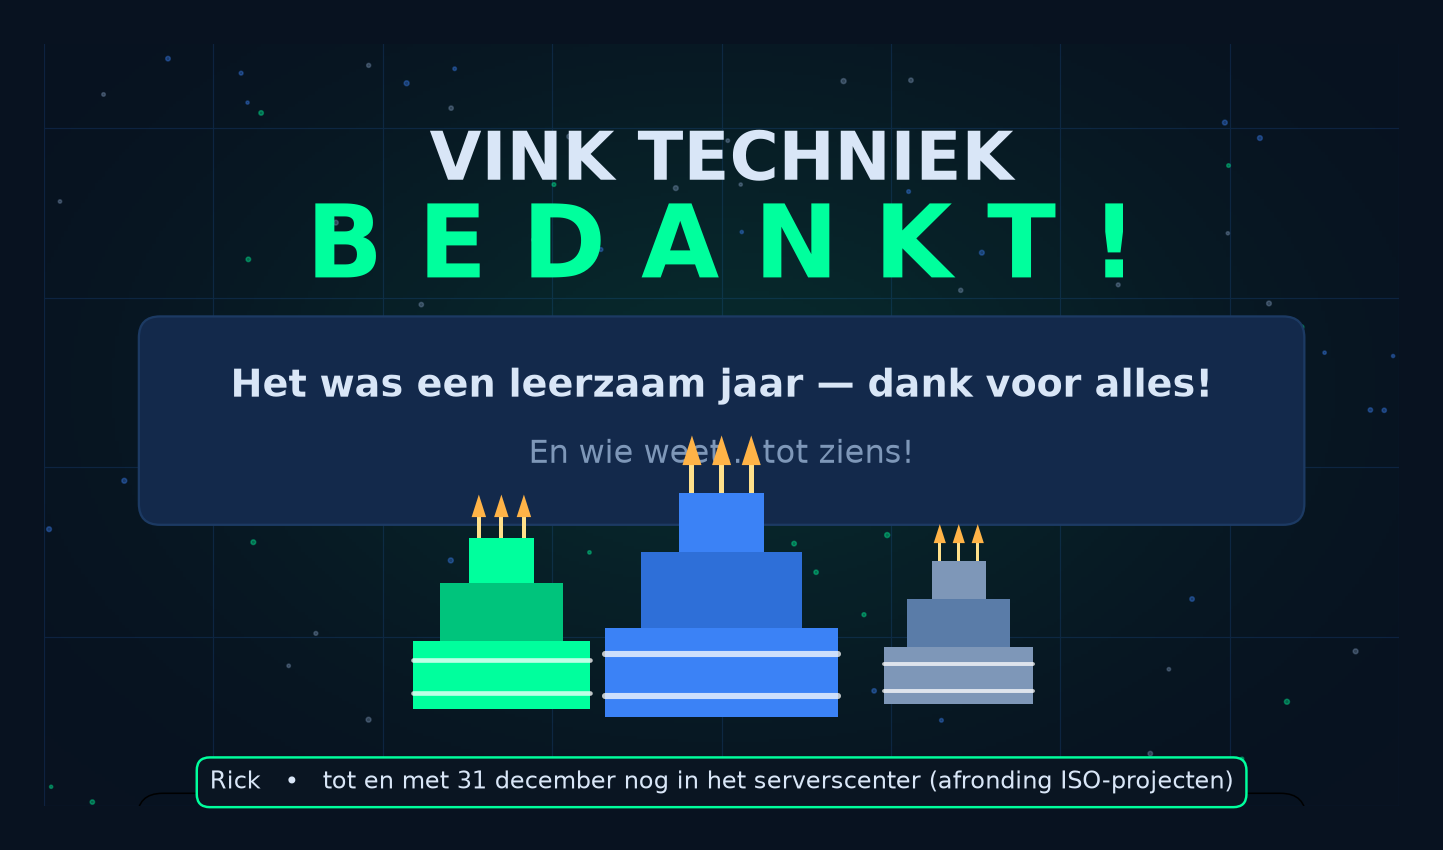 VINK TECHNIEK
BEDANKT!
Het was een leerzaam jaar — dank voor alles!
En wie weet… tot ziens!
Rick • tot en met 31 december nog in het serverscenter (afronding ISO-projecten)